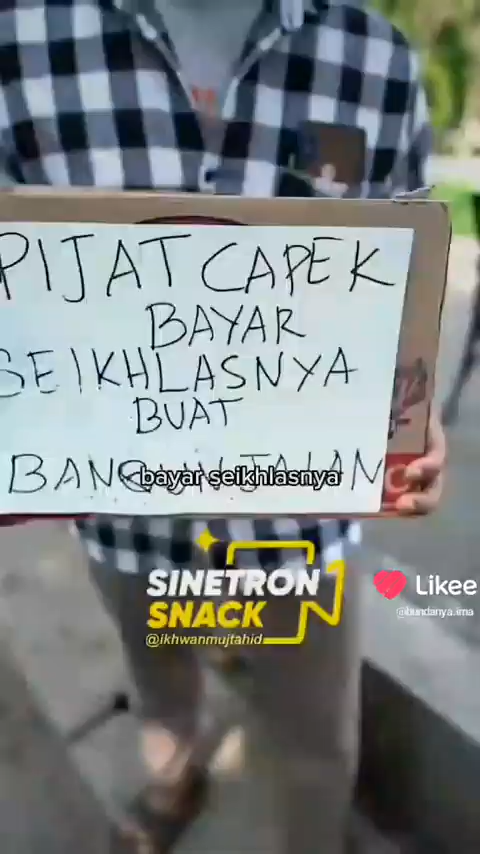 PIJAT CAPEK
BAYAR
SEIKHLASNYA
BUAT
BANGUN JALAN
bayar seikhlasnya
SINETRON
SNACK
@ikhwanmujtahid
Likee
@bundanya.ima